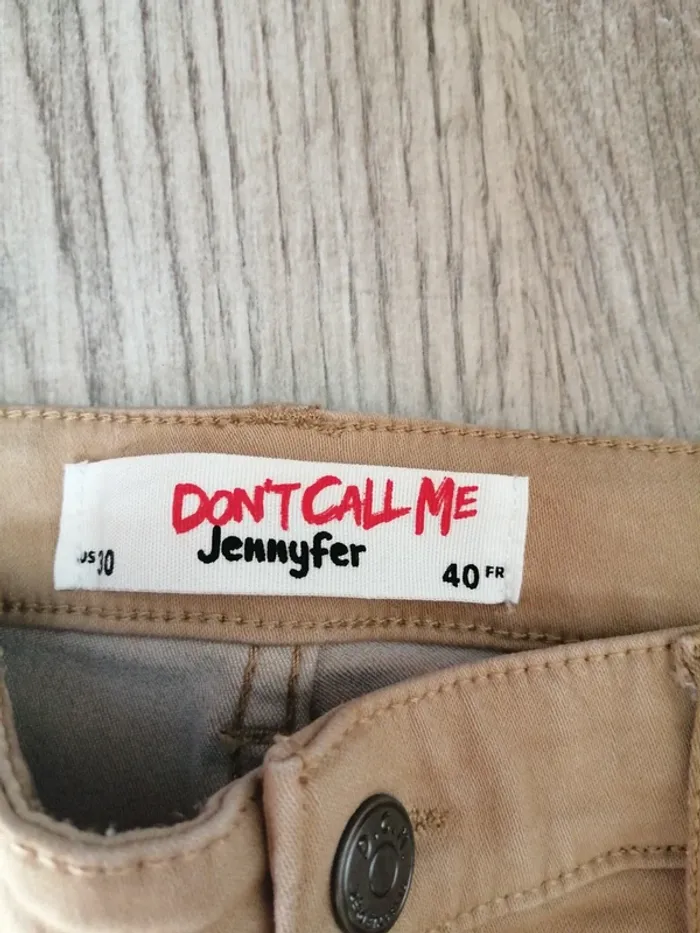 DON'T CALL ME
Jennyfer
US 30
40 FR
D.C.M.